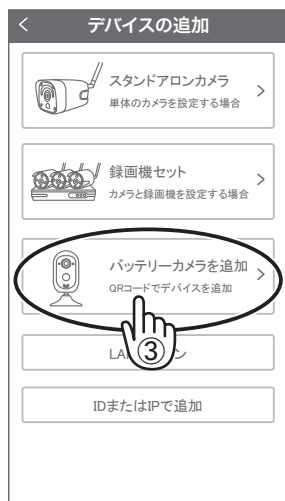 < デバイスの追加
スタンドアロンカメラ
単体のカメラを設定する場合
録画機セット
カメラと録画機を設定する場合
バッテリーカメラを追加
QRコードでデバイスを追加
③
IDまたはIPで追加